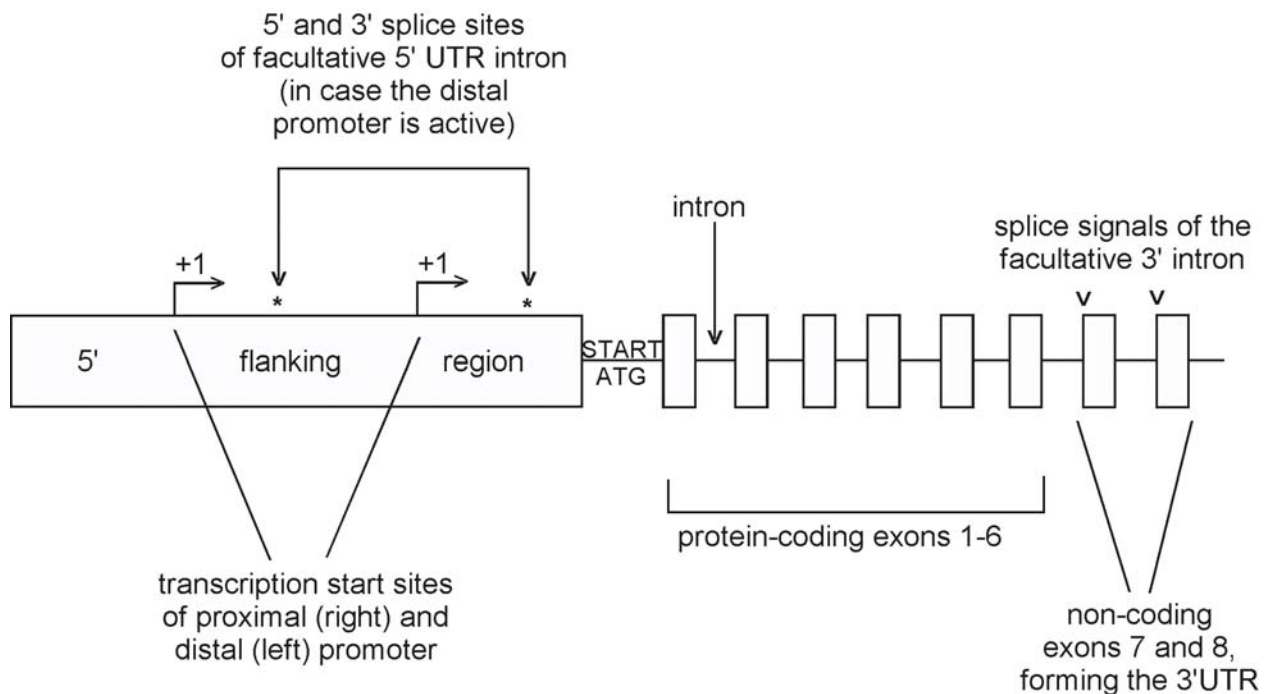 5' and 3' splice sites
of facultative 5' UTR intron
(in case the distal
promoter is active)
intron
splice signals of the
facultative 3' intron
+1
+1
*
*
5'
flanking
region
START
ATG
protein-coding exons 1-6
transcription start sites
of proximal (right) and
distal (left) promoter
non-coding
exons 7 and 8,
forming the 3'UTR